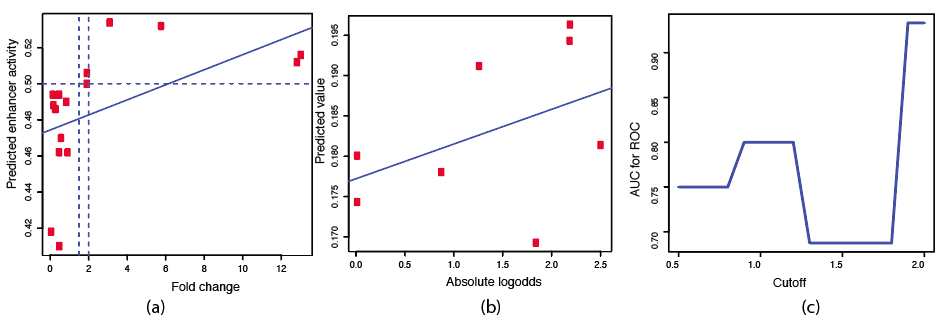 Predicted enhancer activity
0.52
0.50
0.48
0.46
0.44
0.42
0 2 4 6 8 10 12
Fold change
(a)
Predicted value
0.195
0.190
0.185
0.180
0.175
0.170
0.0 0.5 1.0 1.5 2.0 2.5
Absolute logodds
(b)
AUC for ROC
0.90
0.85
0.80
0.75
0.70
0.5 1.0 1.5 2.0
Cutoff
(c)